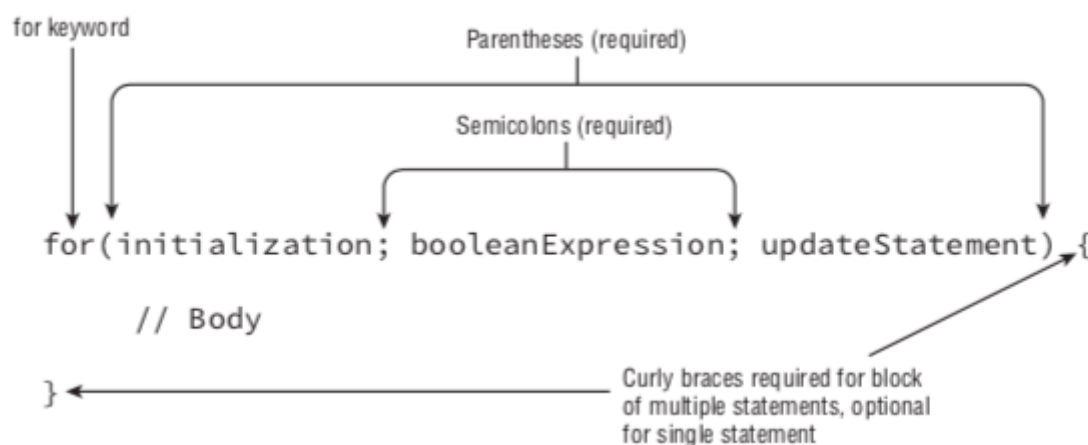 for keyword
Parentheses (required)
Semicolons (required)
for(initialization; booleanExpression; updateStatement) {
// Body
}
Curly braces required for block
of multiple statements, optional
for single statement